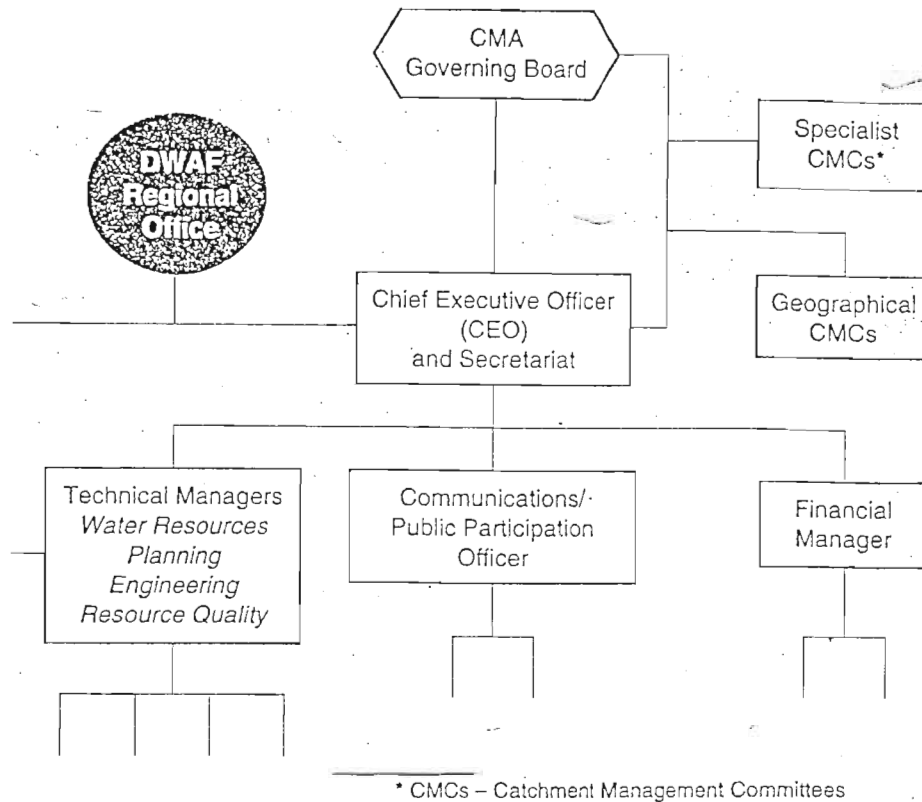 CMA
Governing Board
DWAF
Regional
Office
Specialist
CMCs*
Chief Executive Officer
(CEO)
and Secretariat
Geographical
CMCs
Technical Managers
Water Resources
Planning
Engineering
Resource Quality
Communications/
Public Participation
Officer
Financial
Manager
* CMCs – Catchment Management Committees